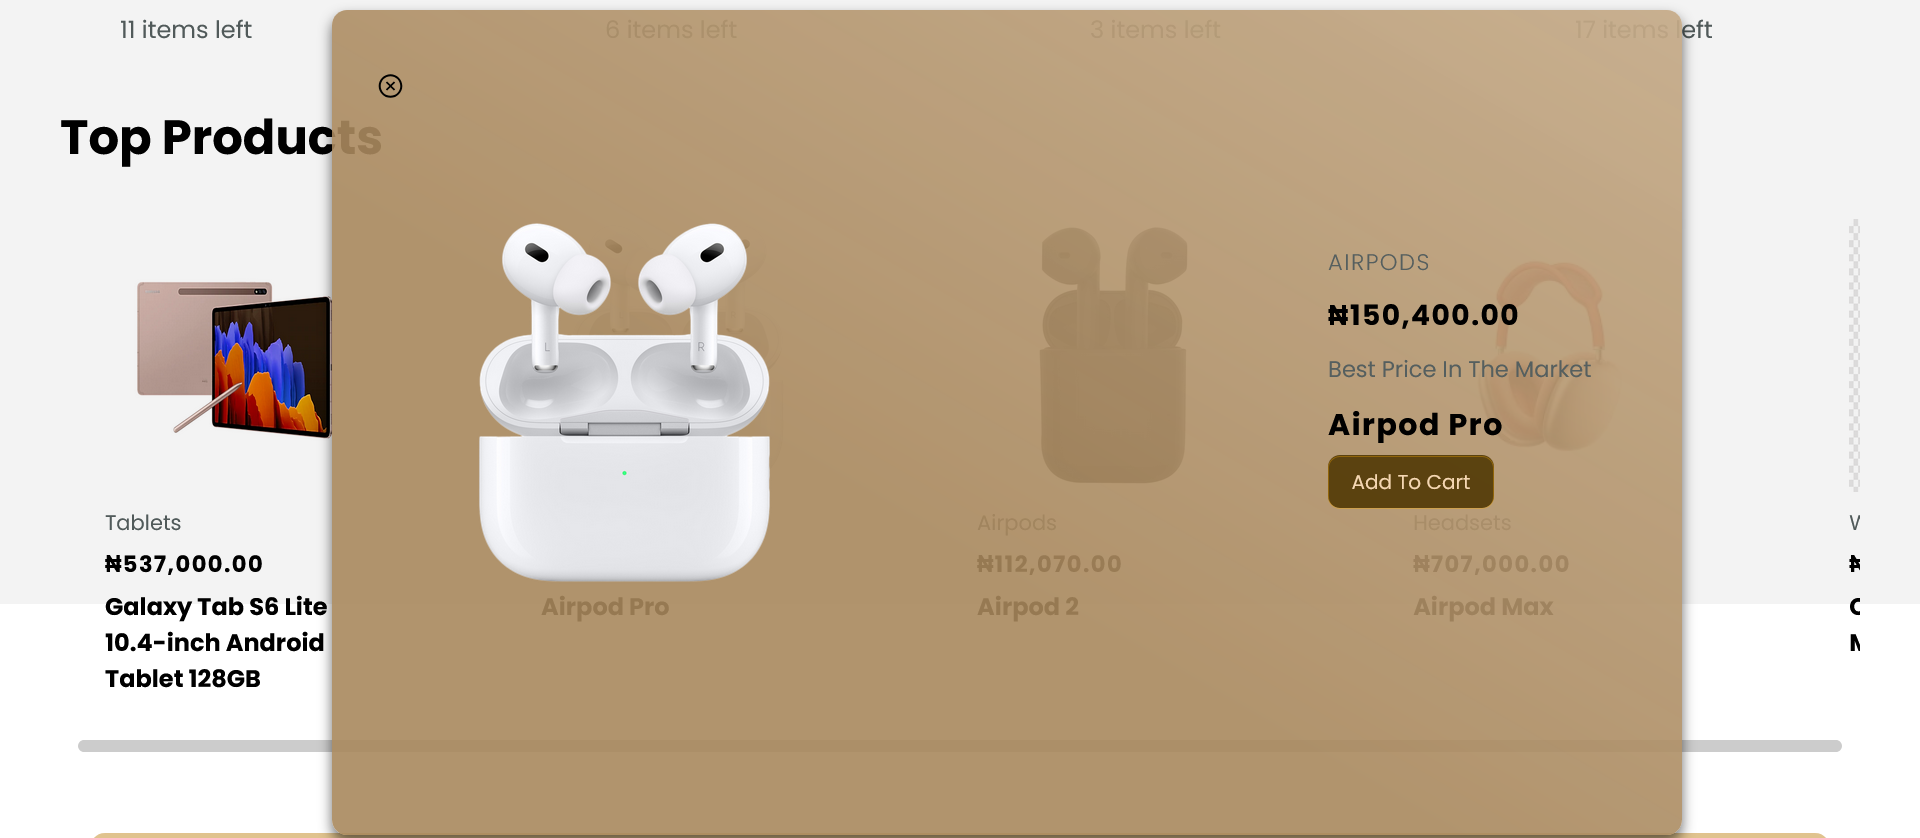 11 items left
6 items left
3 items left
17 items left
Top Products
AIRPODS
₦150,400.00
Best Price In The Market
Airpod Pro
Add To Cart
L
R
Tablets
₦537,000.00
Galaxy Tab S6 Lite
10.4-inch Android
Tablet 128GB
Airpod Pro
Airpods
₦112,070.00
Airpod 2
Headsets
₦707,000.00
Airpod Max